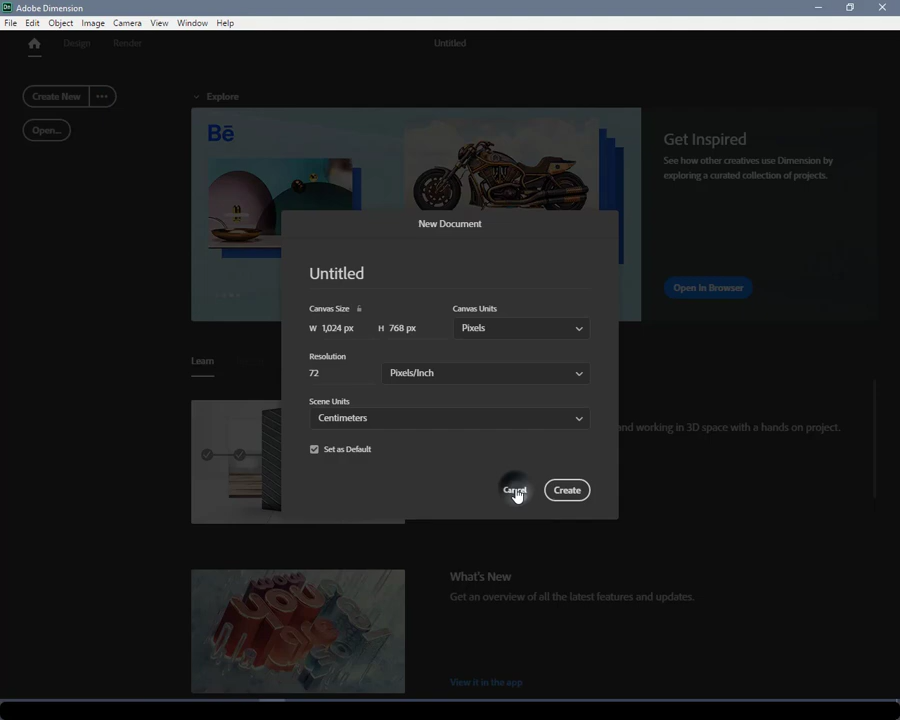 Dn Adobe Dimension
File Edit Object Image Camera View Window Help
Design Render Untitled
Create New ...
Open...
Explore
Bē
Get Inspired
See how other creatives use Dimension by
exploring a curated collection of projects.
Open in Browser
New Document
Untitled
Canvas Size Canvas Units
W 1,024 px H 768 px Pixels
Resolution
72 Pixels/Inch
Scene Units
Centimeters
Set as Default
Cancel Create
Learn
and working in 3D space with a hands on project.
What's New
Get an overview of all the latest features and updates.
View it in the app